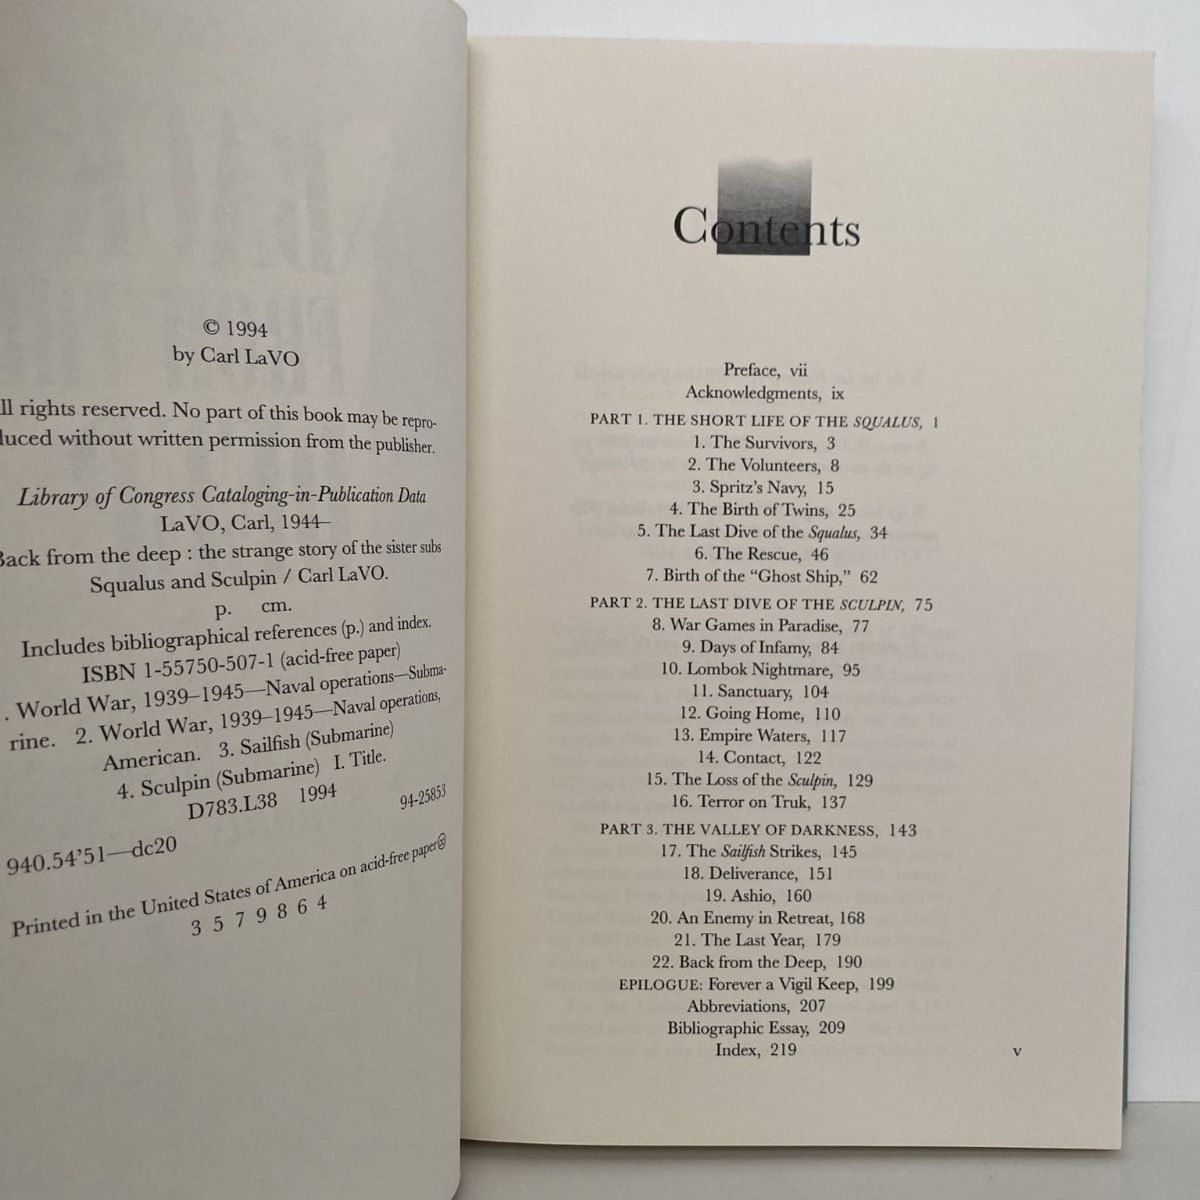 © 1994
by Carl LaVO
ll rights reserved. No part of this book may be repro-
duced without written permission from the publisher.
Library of Congress Cataloging-in-Publication Data
LaVO, Carl, 1944–
Back from the deep : the strange story of the sister subs
Squalus and Sculpin / Carl LaVO.
p. cm.
Includes bibliographical references (p.) and index.
ISBN 1-55750-507-1 (acid-free paper)
. World War, 1939–1945—Naval operations—Subma-
rine. 2. World War, 1939–1945—Naval operations,
American. 3. Sailfish (Submarine)
4. Sculpin (Submarine) I. Title.
D783.L38 1994
94-25853
940.54'51—dc20
Printed in the United States of America on acid-free paper
3 5 7 9 8 6 4
Contents
Preface, vii
Acknowledgments, ix
PART 1. THE SHORT LIFE OF THE SQUALUS, 1
1. The Survivors, 3
2. The Volunteers, 8
3. Spritz's Navy, 15
4. The Birth of Twins, 25
5. The Last Dive of the Squalus, 34
6. The Rescue, 46
7. Birth of the “Ghost Ship,” 62
PART 2. THE LAST DIVE OF THE SCULPIN, 75
8. War Games in Paradise, 77
9. Days of Infamy, 84
10. Lombok Nightmare, 95
11. Sanctuary, 104
12. Going Home, 110
13. Empire Waters, 117
14. Contact, 122
15. The Loss of the Sculpin, 129
16. Terror on Truk, 137
PART 3. THE VALLEY OF DARKNESS, 143
17. The Sailfish Strikes, 145
18. Deliverance, 151
19. Ashio, 160
20. An Enemy in Retreat, 168
21. The Last Year, 179
22. Back from the Deep, 190
EPILOGUE: Forever a Vigil Keep, 199
Abbreviations, 207
Bibliographic Essay, 209
Index, 219
v